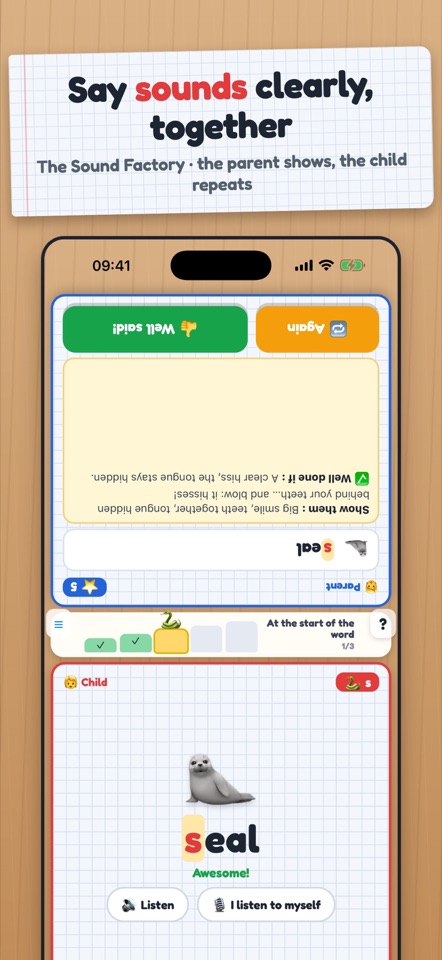 Say sounds clearly,
together
The Sound Factory · the parent shows, the child
repeats
09:41
Well said! 👍
Again 🔁
✅ Well done if : A clear hiss, the tongue stays hidden.
Show them : Big smile, teeth together, tongue hidden
behind your teeth... and blow: it hisses!
seal
Parent
⭐ 5
At the start of the
word
1/3
?
Child
s
seal
Awesome!
Listen
I listen to myself